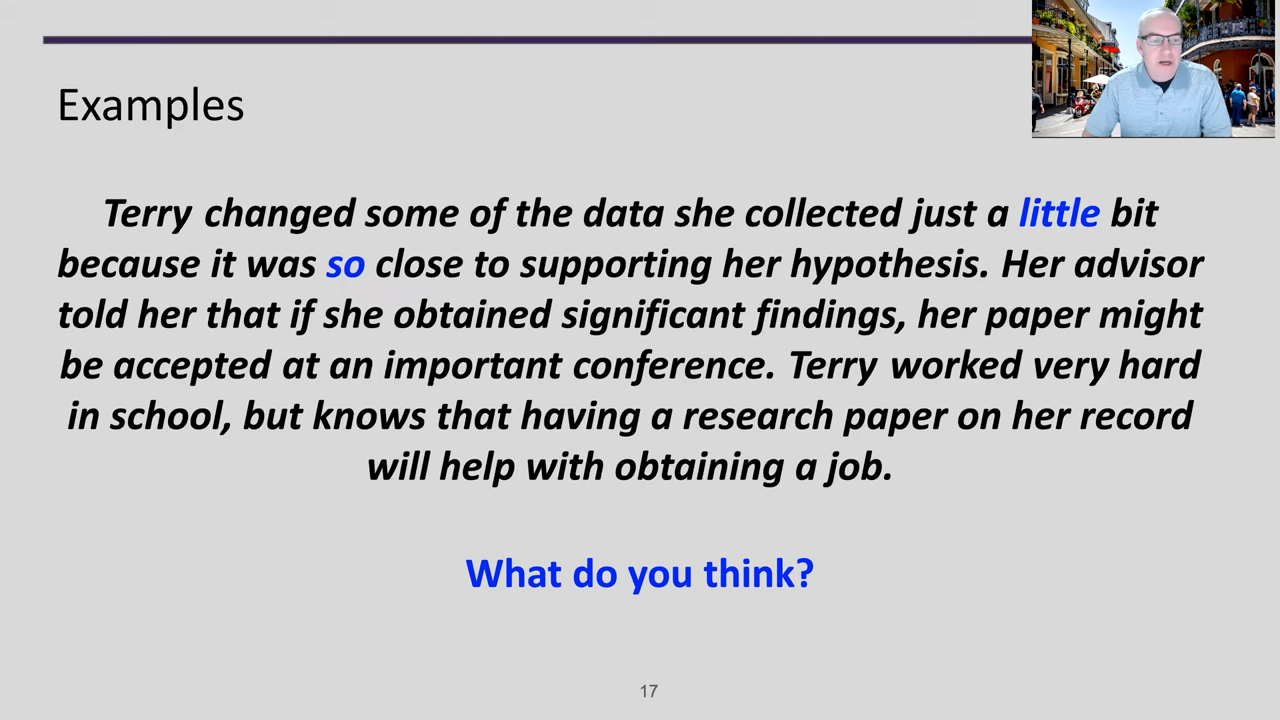 Examples
Terry changed some of the data she collected just a little bit
because it was so close to supporting her hypothesis. Her advisor
told her that if she obtained significant findings, her paper might
be accepted at an important conference. Terry worked very hard
in school, but knows that having a research paper on her record
will help with obtaining a job.
What do you think?
17